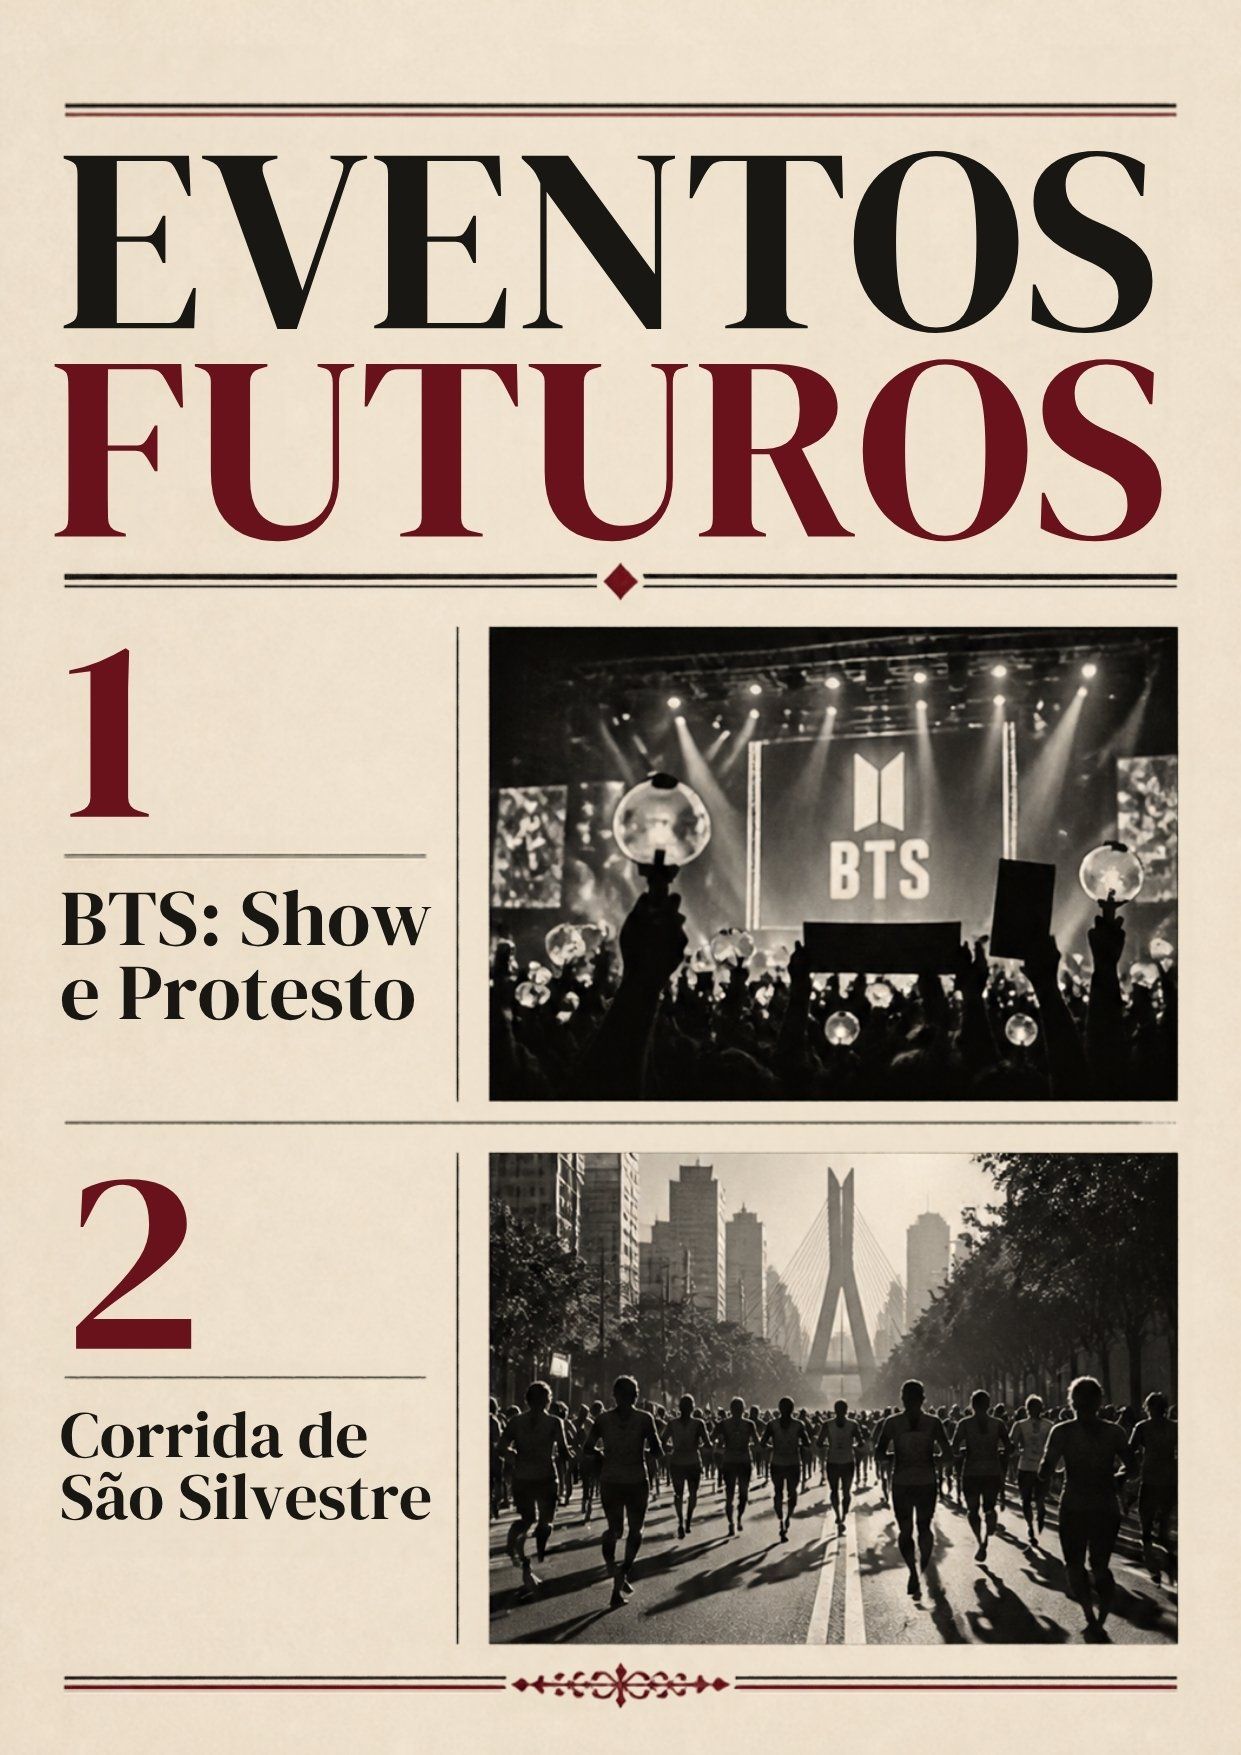 EVENTOS
FUTUROS
1
BTS: Show
e Protesto
BTS
2
Corrida de
São Silvestre